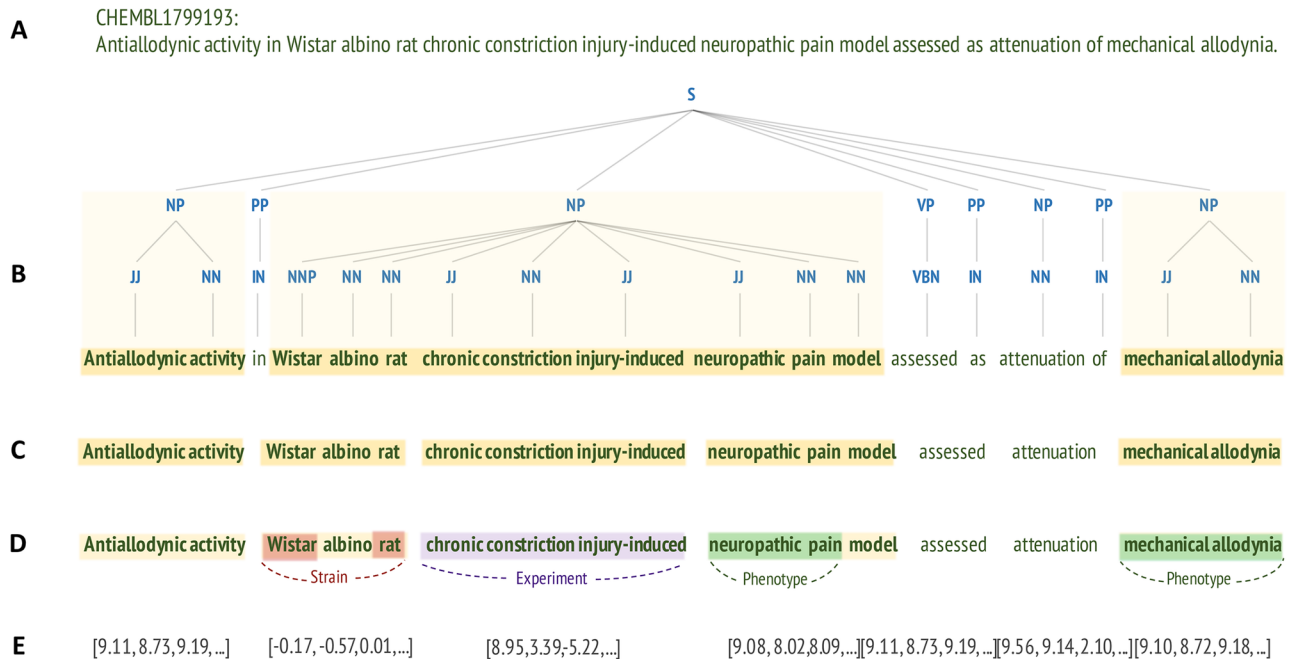 A
CHEMBL1799193:
Antiallodynic activity in Wistar albino rat chronic constriction injury-induced neuropathic pain model assessed as attenuation of mechanical allodynia.
S
NP PP NP VP PP NP PP NP
B
JJ NN IN NNP NN NN JJ NN JJ JJ NN NN VBN IN NN IN JJ NN
Antiallodynic activity in Wistar albino rat chronic constriction injury-induced neuropathic pain model assessed as attenuation of mechanical allodynia
C Antiallodynic activity Wistar albino rat chronic constriction injury-induced neuropathic pain model assessed attenuation mechanical allodynia
D Antiallodynic activity Wistar albino rat chronic constriction injury-induced neuropathic pain model assessed attenuation mechanical allodynia
Strain Experiment Phenotype Phenotype
E [9.11, 8.73, 9.19, ...] [-0.17, -0.57, 0.01, ...] [8.95, 3.39, -5.22, ...] [9.08, 8.02, 8.09, ...] [9.11, 8.73, 9.19, ...] [9.56, 9.14, 2.10, ...] [9.10, 8.72, 9.18, ...]